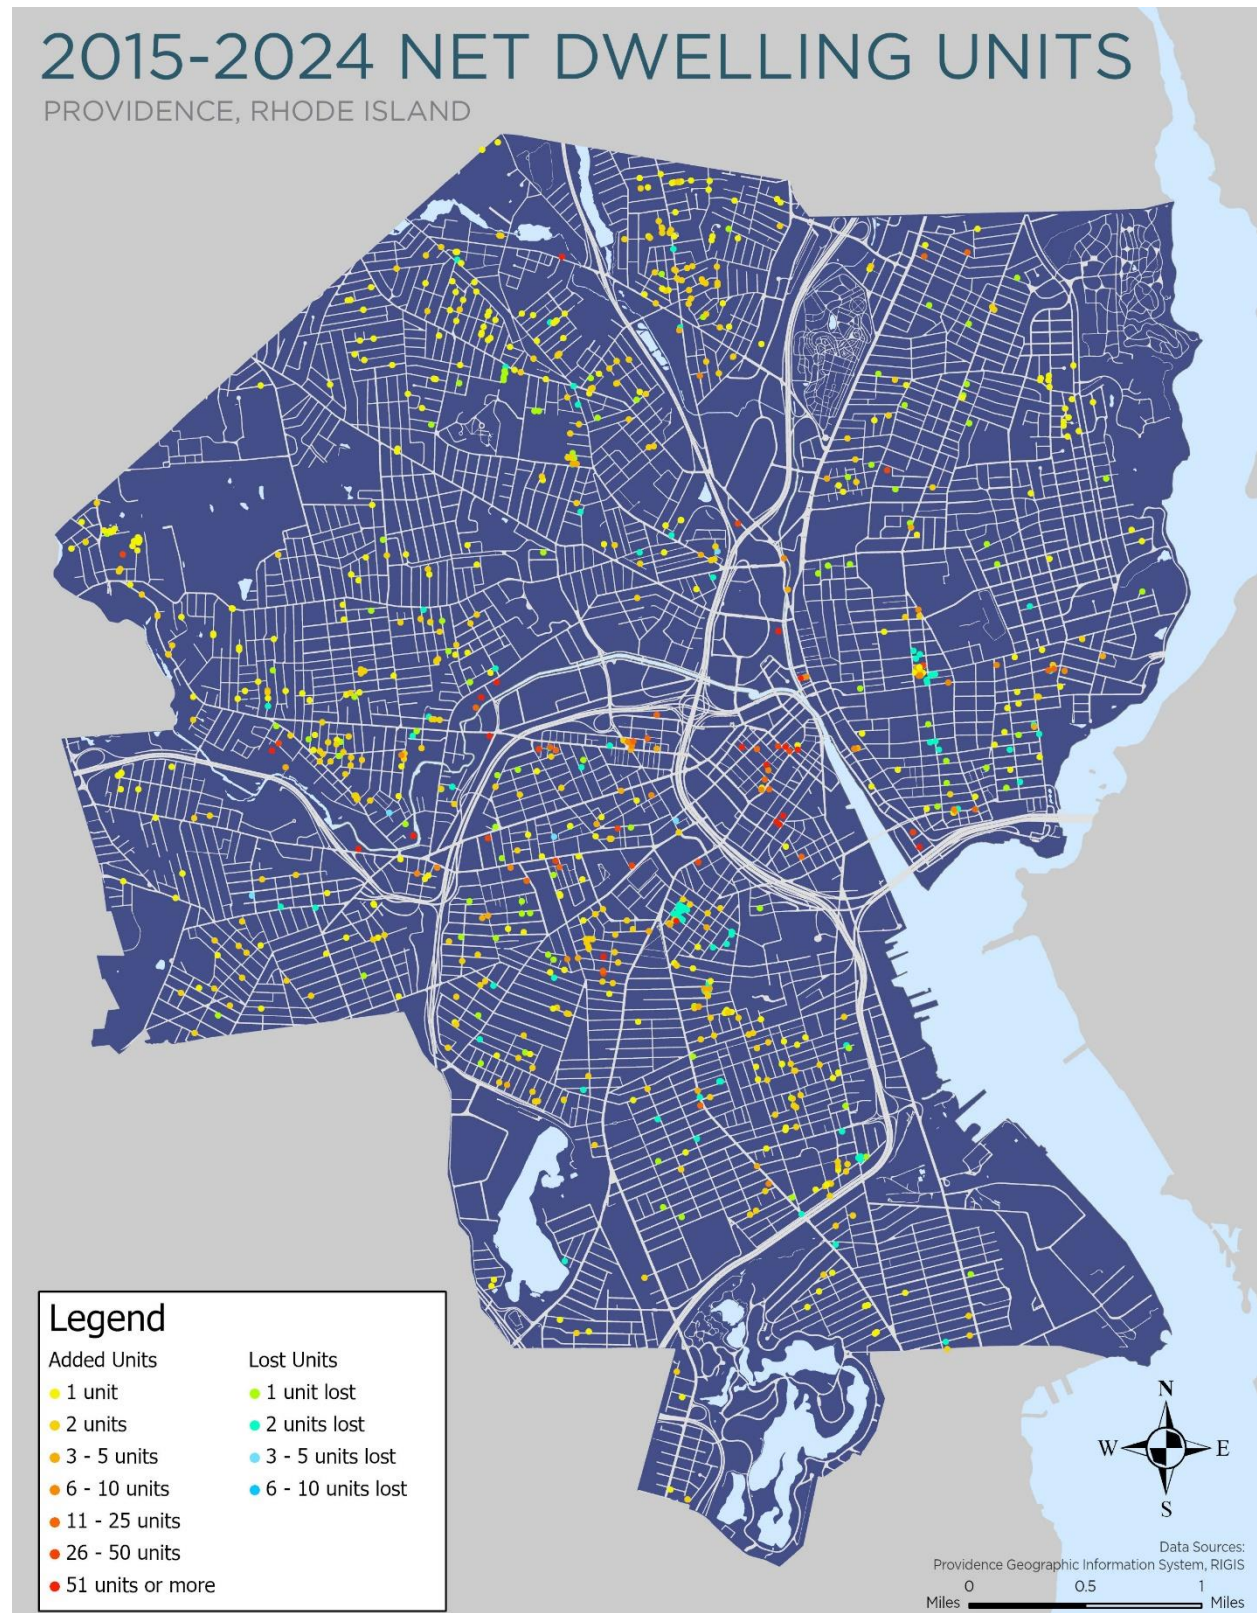 2015-2024 NET DWELLING UNITS
PROVIDENCE, RHODE ISLAND
Legend
Added Units
1 unit
2 units
3 - 5 units
6 - 10 units
11 - 25 units
26 - 50 units
51 units or more
Lost Units
1 unit lost
2 units lost
3 - 5 units lost
6 - 10 units lost
N
W E
S
Data Sources:
Providence Geographic Information System, RIGIS
0 0.5 1
Miles Miles